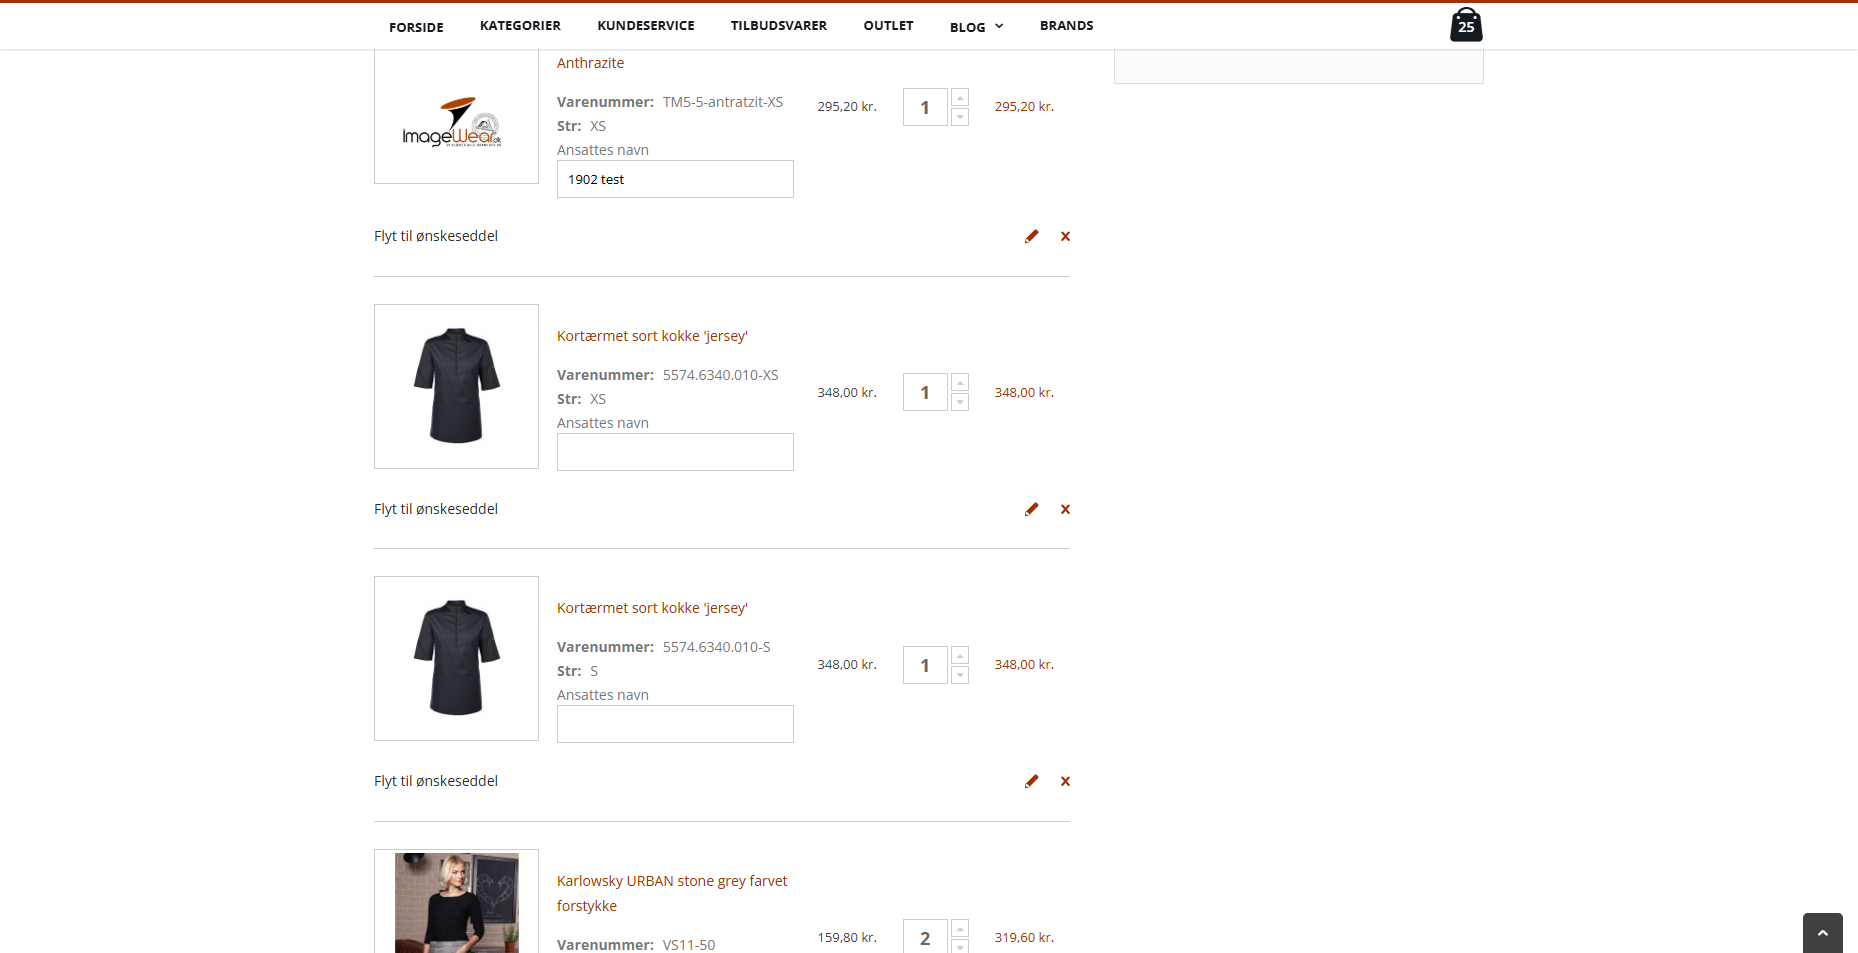 FORSIDE
KATEGORIER
KUNDESERVICE
TILBUDSVARER
OUTLET
BLOG
BRANDS
25
Anthrazite
Varenummer: TM5-5-antratzit-XS
Str: XS
Ansattes navn
1902 test
295,20 kr.
1
295,20 kr.
ImageWear.dk
Flyt til ønskeseddel
Kortærmet sort kokke 'jersey'
Varenummer: 5574.6340.010-XS
Str: XS
Ansattes navn
348,00 kr.
1
348,00 kr.
Flyt til ønskeseddel
Kortærmet sort kokke 'jersey'
Varenummer: 5574.6340.010-S
Str: S
Ansattes navn
348,00 kr.
1
348,00 kr.
Flyt til ønskeseddel
Karlowsky URBAN stone grey farvet
forstykke
Varenummer: VS11-50
159,80 kr.
2
319,60 kr.